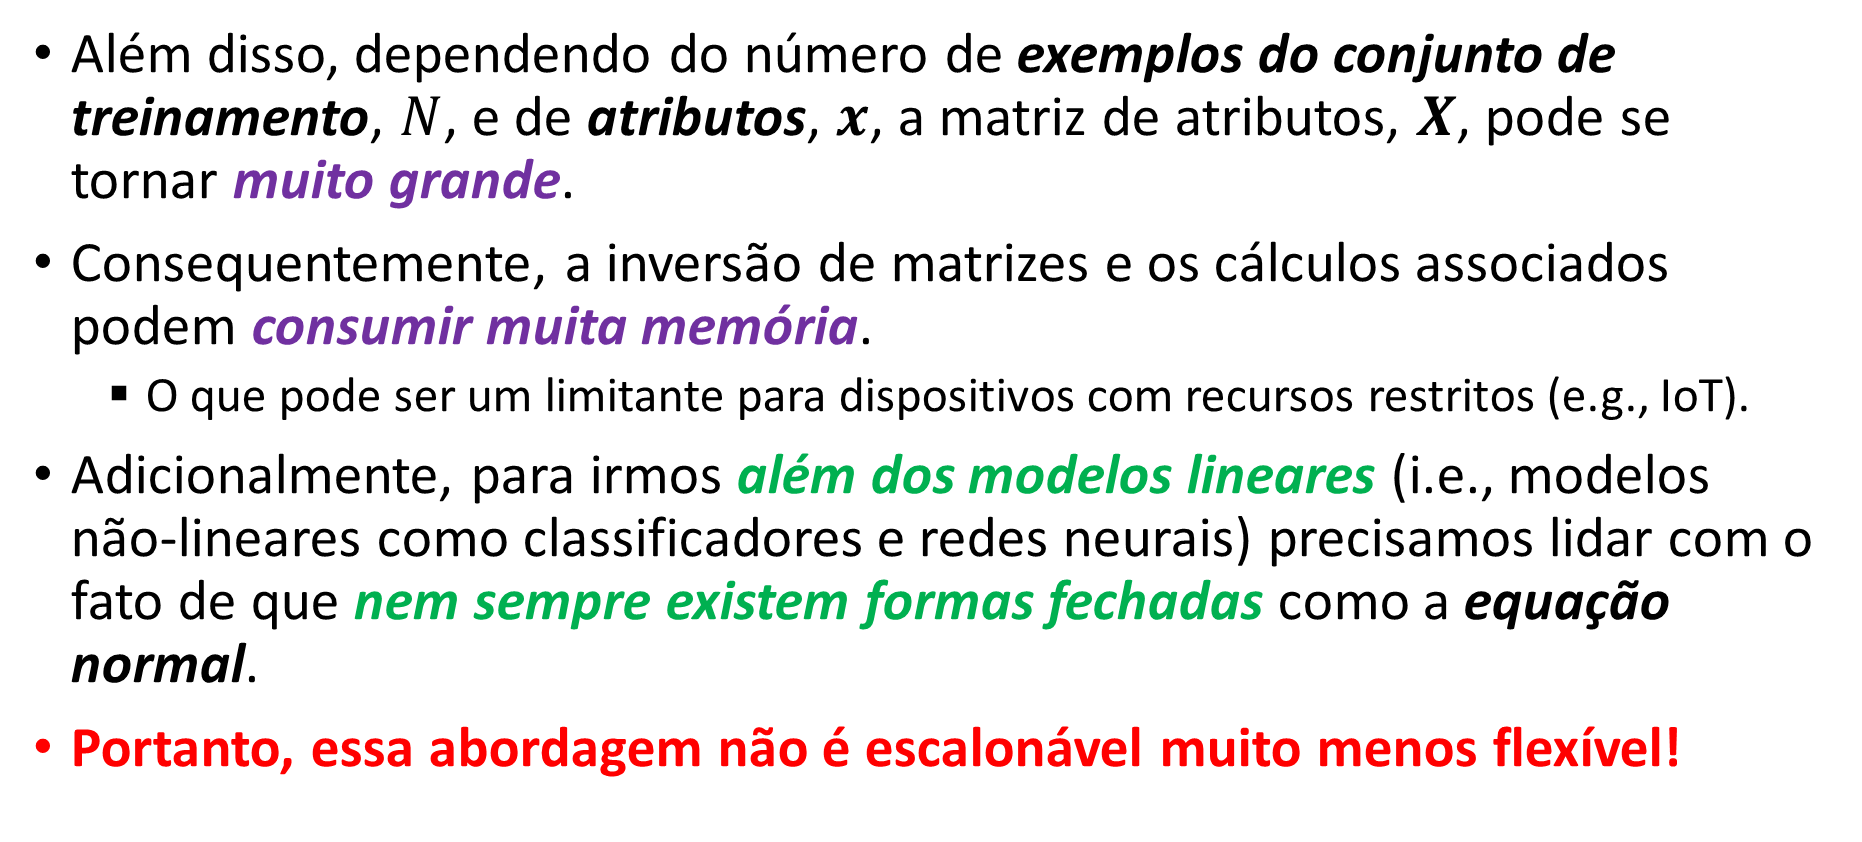 • Além disso, dependendo do número de exemplos do conjunto de
treinamento, N, e de atributos, x, a matriz de atributos, X, pode se
tornar muito grande.
• Consequentemente, a inversão de matrizes e os cálculos associados
podem consumir muita memória.
▪ O que pode ser um limitante para dispositivos com recursos restritos (e.g., IoT).
• Adicionalmente, para irmos além dos modelos lineares (i.e., modelos
não-lineares como classificadores e redes neurais) precisamos lidar com o
fato de que nem sempre existem formas fechadas como a equação
normal.
• Portanto, essa abordagem não é escalonável muito menos flexível!